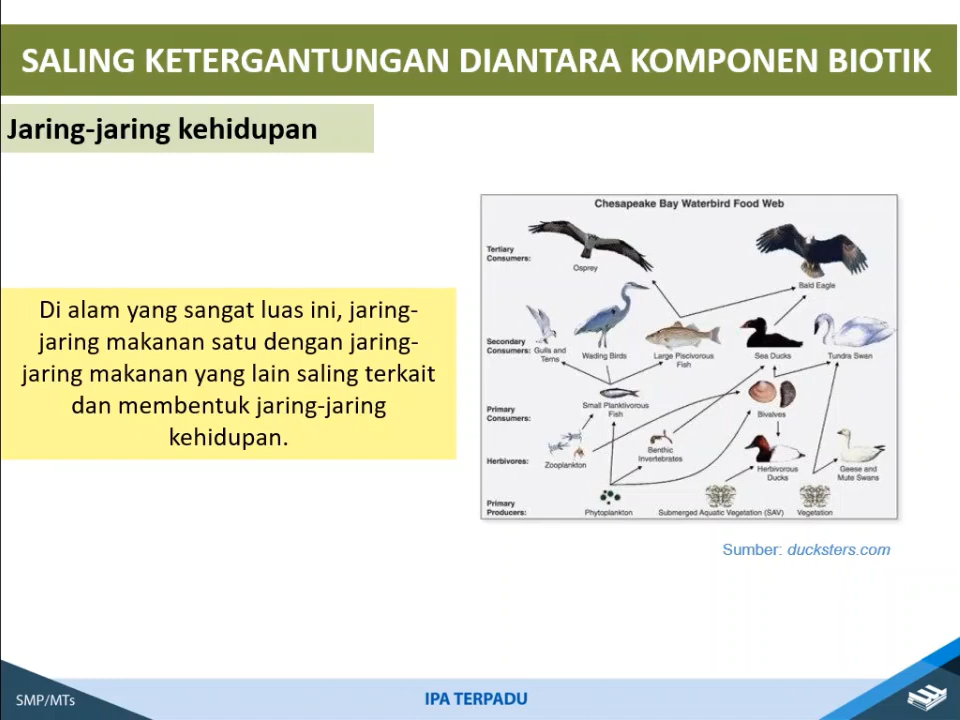 SALING KETERGANTUNGAN DIANTARA KOMPONEN BIOTIK
Jaring-jaring kehidupan
Di alam yang sangat luas ini, jaring-
jaring makanan satu dengan jaring-
jaring makanan yang lain saling terkait
dan membentuk jaring-jaring
kehidupan.
Chesapeake Bay Waterbird Food Web
Tertiary
Consumers:
Osprey
Bald Eagle
Secondary
Consumers:
Gulls and
Terns
Wading Birds
Large Piscivorous
Fish
Sea Ducks
Tundra Swan
Primary
Consumers:
Small Planktivorous
Fish
Bivalves
Herbivores:
Zooplankton
Benthic
Invertebrates
Herbivorous
Ducks
Geese and
Mute Swans
Primary
Producers:
Phytoplankton
Submerged Aquatic Vegetation (SAV)
Vegetation
Sumber: ducksters.com
SMP/MTs
IPA TERPADU